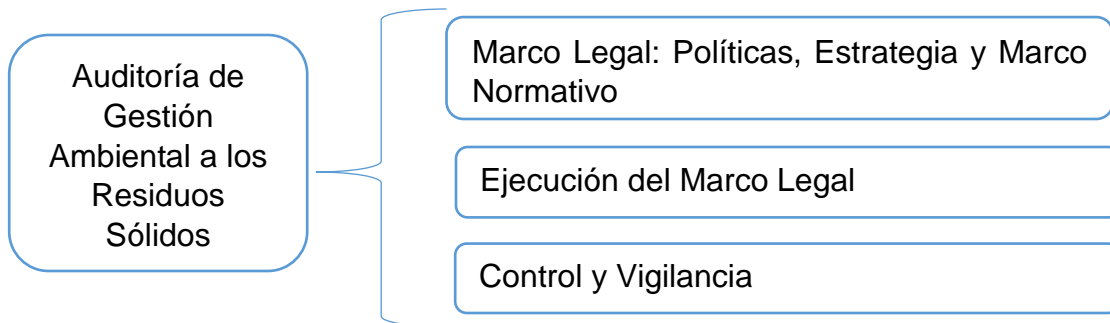 Auditoría de
Gestión
Ambiental a los
Residuos
Sólidos
Marco Legal: Políticas, Estrategia y Marco
Normativo
Ejecución del Marco Legal
Control y Vigilancia